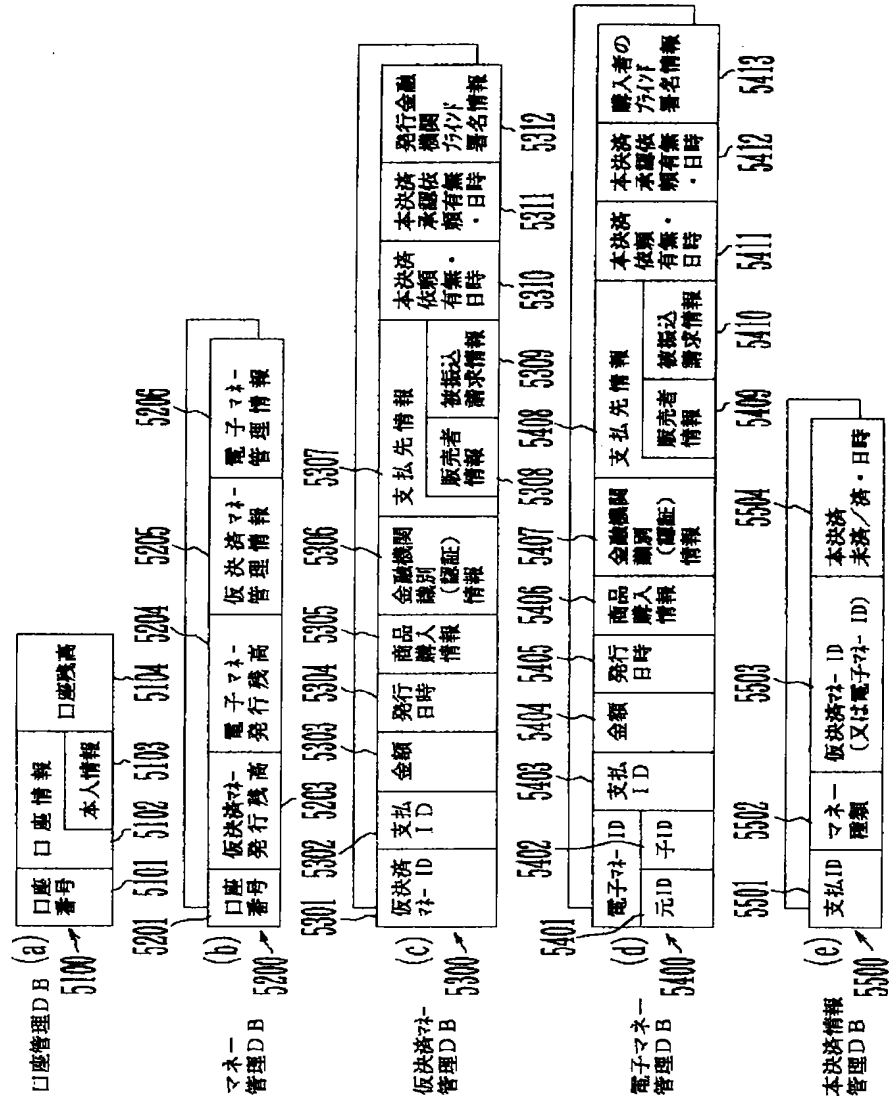 口座管理DB
(a)
5100
口座
番号
5101
口座情報
5102
本人情報
5103
口座残高
5104
マネー
管理DB
(b)
5200
5201
口座
番号
仮決済マネー
発行残高
5203
電子マネー
発行残高
5204
仮決済マネー
管理情報
5205
電子マネー
管理情報
5206
仮決済マネー
管理DB
(c)
5300
5301
仮決済
マネーID
5302
支払
ID
5303
金額
5304
発行
日時
5305
商品
購入
情報
5306
金融機関
識別
(認証)
情報
5307
支払先情報
販売者
情報
5308
被振込
請求情報
5309
本決済
依頼
有無・
日時
5310
本決済
承認依
頼有無
・日時
5311
発行金融
機関
ブラインド
署名情報
5312
電子マネー
管理DB
(d)
5400
5401
電子マネーID
元ID
子ID
5402
5403
支払
ID
5404
金額
5405
発行
日時
5406
商品
購入
情報
5407
金融機関
識別
(認証)
情報
5408
支払先情報
販売者
情報
5409
被振込
請求情報
5410
本決済
依頼
有無・
日時
5411
本決済
承認依
頼有無
・日時
5412
購入者の
ブラインド
署名情報
5413
本決済情報
管理DB
(e)
5500
5501
支払ID
5502
マネー
種類
5503
仮決済マネーID
(又は電子マネーID)
5504
本決済
未済/済・日時